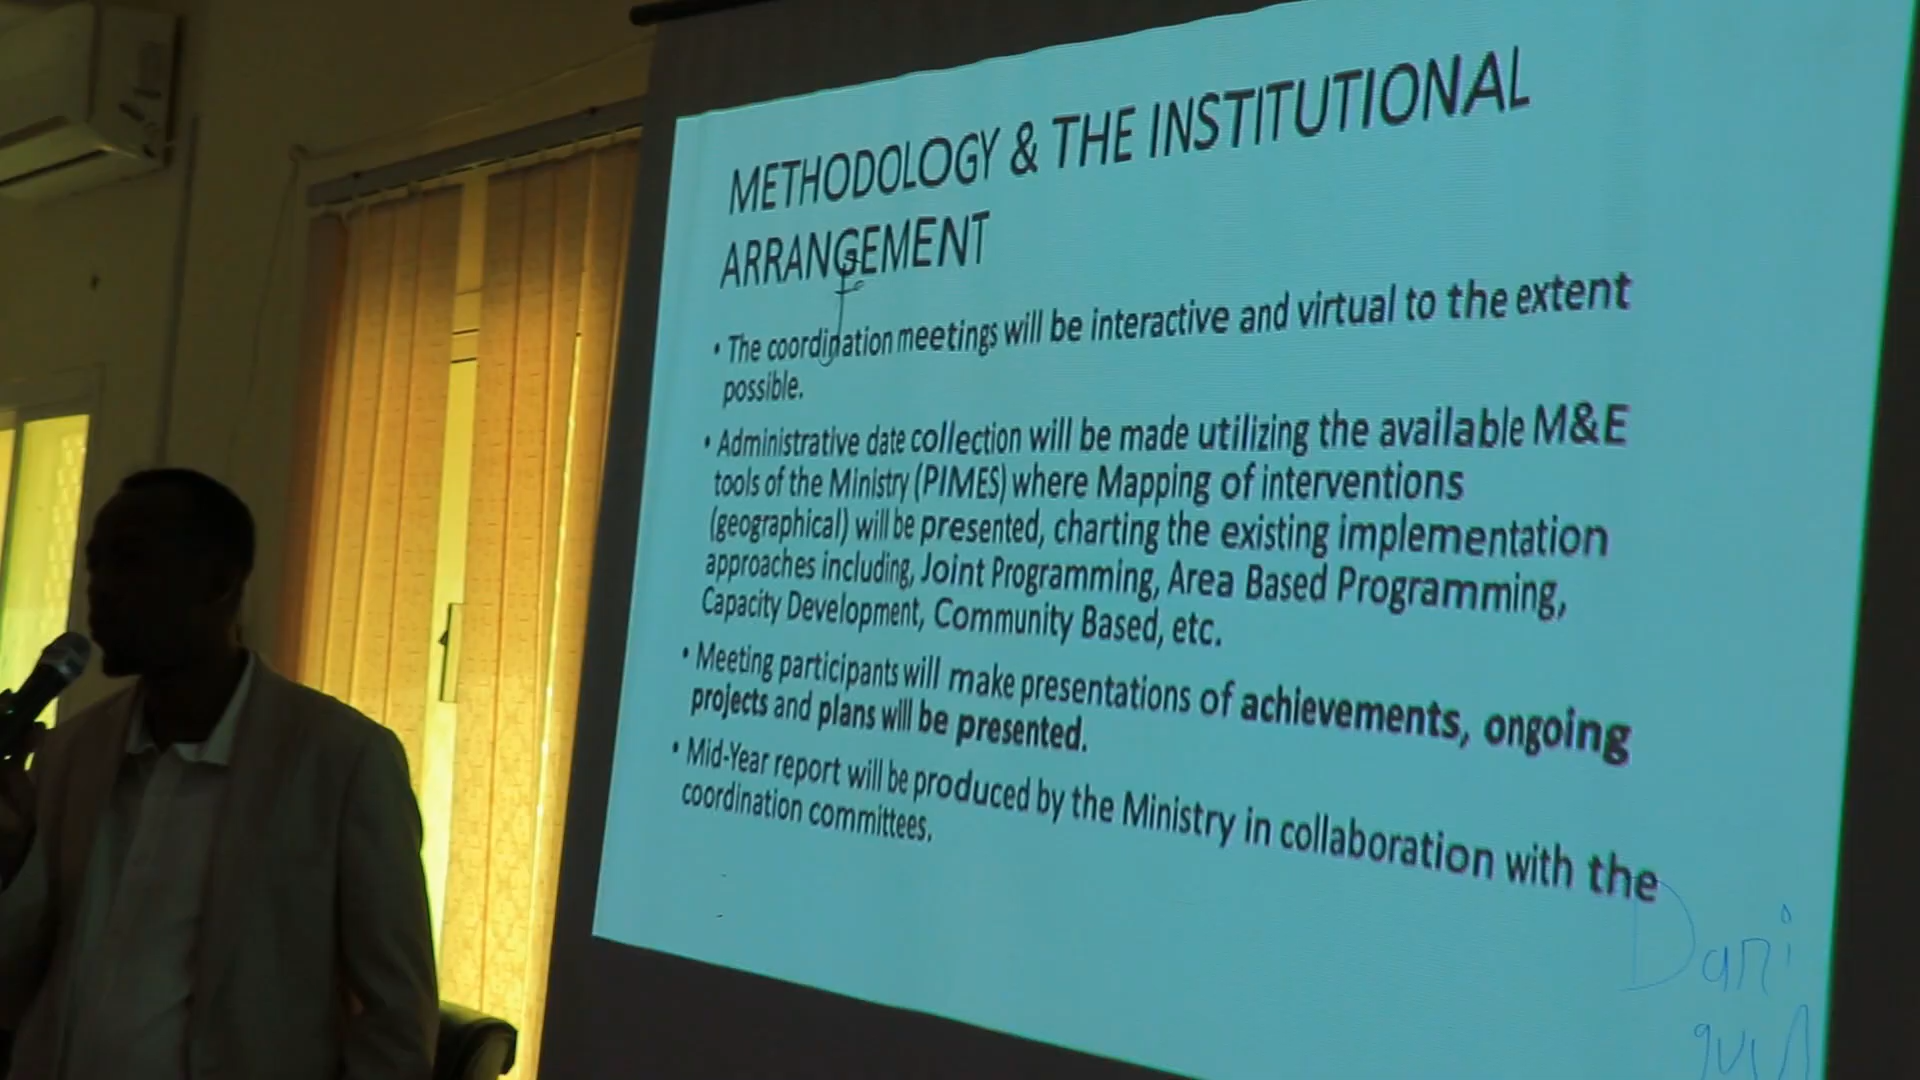 METHODOLOGY & THE INSTITUTIONAL
ARRANGEMENT
• The coordination meetings will be interactive and virtual to the extent
possible.
• Administrative date collection will be made utilizing the available M&E
tools of the Ministry (PIMES) where Mapping of interventions
(geographical) will be presented, charting the existing implementation
approaches including, Joint Programming, Area Based Programming,
Capacity Development, Community Based, etc.
• Meeting participants will make presentations of achievements, ongoing
projects and plans will be presented.
• Mid-Year report will be produced by the Ministry in collaboration with the
coordination committees.
Dani